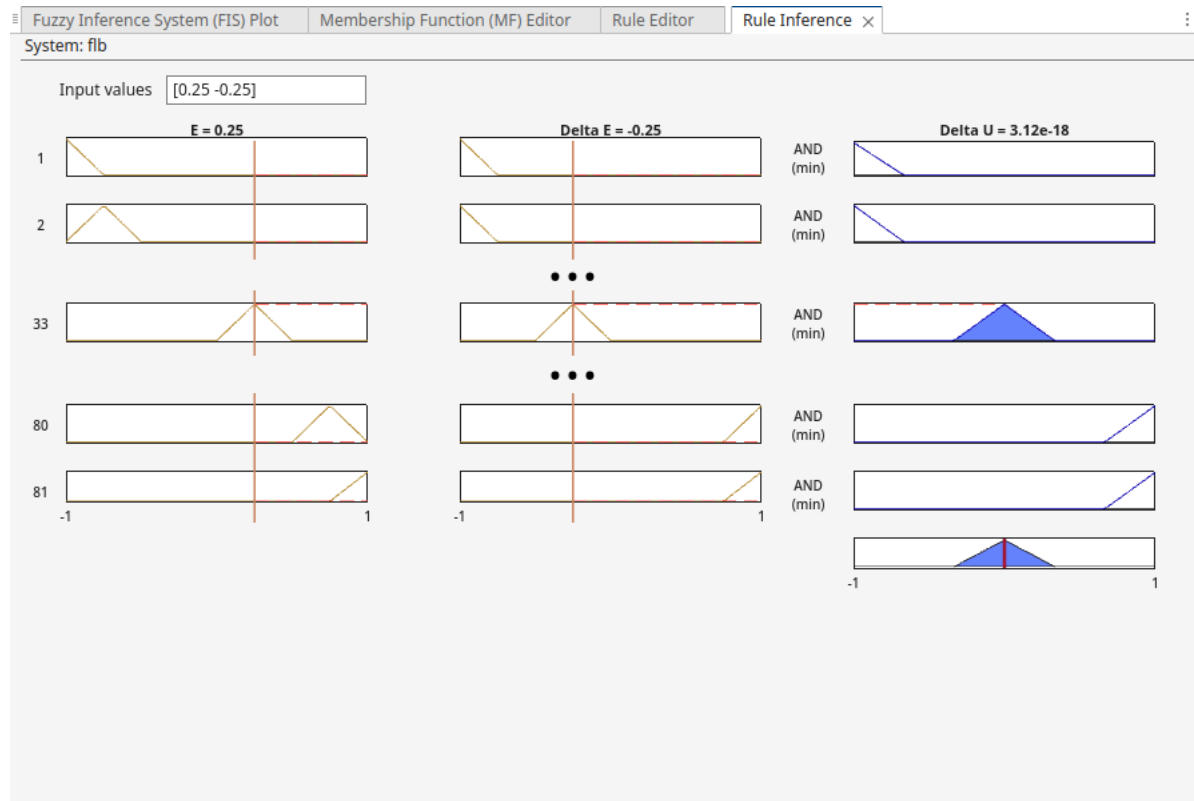 Fuzzy Inference System (FIS) Plot Membership Function (MF) Editor Rule Editor Rule Inference
System: flb
Input values [0.25 -0.25]
E = 0.25 Delta E = -0.25 Delta U = 3.12e-18
1 AND
(min)
2 AND
(min)
33 AND
(min)
80 AND
(min)
81 AND
(min)
-1 1 -1 1
-1 1